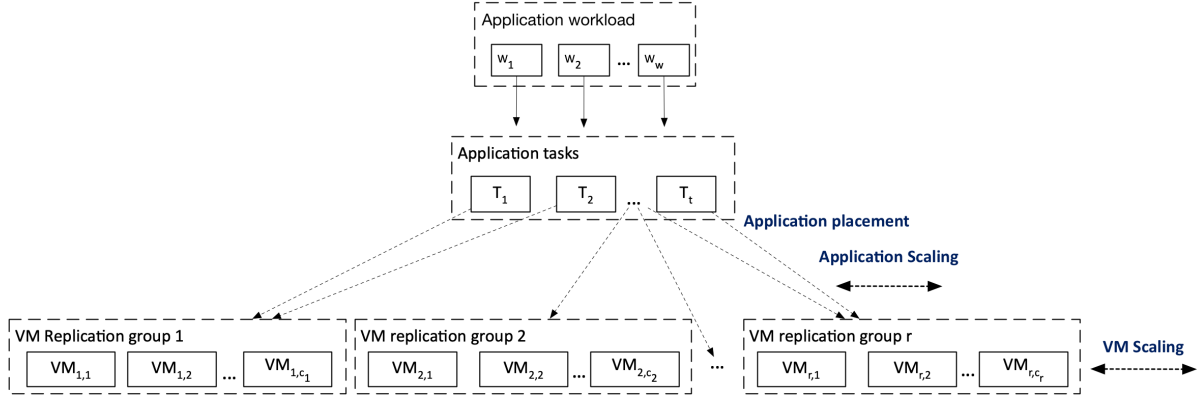 Application workload
w1 w2 ... ww
Application tasks
T1 T2 ... Tt
Application placement
Application Scaling
VM Replication group 1
VM1,1 VM1,2 ... VM1,c1
VM replication group 2
VM2,1 VM2,2 ... VM2,c2
...
VM replication group r
VMr,1 VMr,2 ... VMr,cr
VM Scaling